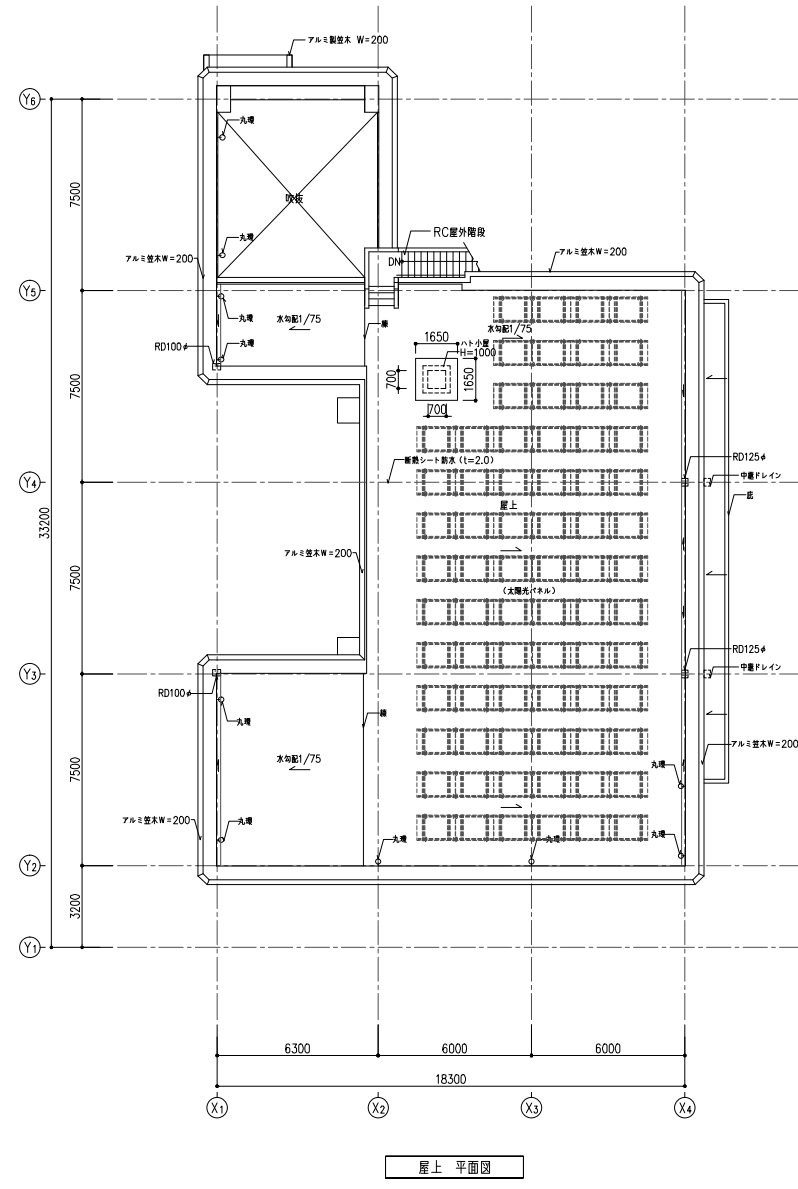 アルミ製笠木 W=200
Y6
丸環
7500
吹抜
RC屋外階段
丸環
DN
アルミ笠木W=200
アルミ笠木W=200
Y5
丸環
水勾配1/75
水勾配1/75
棟
1650
ハト小屋
H=1000
RD100φ
丸環
7500
700
1650
700
断熱シート防水(t=2.0)
RD125φ
中継ドレイン
Y4
庇
屋上
33200
アルミ笠木W=200
7500
(太陽光パネル)
RD125φ
中継ドレイン
Y3
RD100φ
棟
丸環
アルミ笠木W=200
水勾配1/75
7500
丸環
アルミ笠木W=200
丸環
丸環
丸環
丸環
Y2
3200
Y1
6300
6000
6000
18300
X1
X2
X3
X4
屋上 平面図